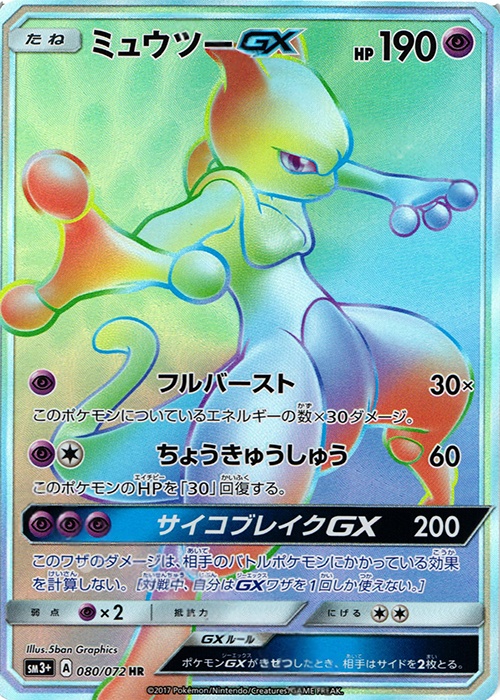 たね ミュウツーGX HP 190
フルバースト 30×
このポケモンについているエネルギーの数×30ダメージ。
ちょうきゅうしゅう 60
このポケモンのHPを「30」回復する。
サイコブレイクGX 200
このワザのダメージは、相手のバトルポケモンにかかっている効果
を計算しない。[対戦中、自分はGXワザを1回しか使えない。]
弱点 ×2 抵抗力 にげる
GXルール
Illus. 5ban Graphics
ポケモンGXがきぜつしたとき、相手はサイドを2枚とる。
SM3+ A 080/072 HR
©2017 Pokémon/Nintendo/Creatures/GAME FREAK.